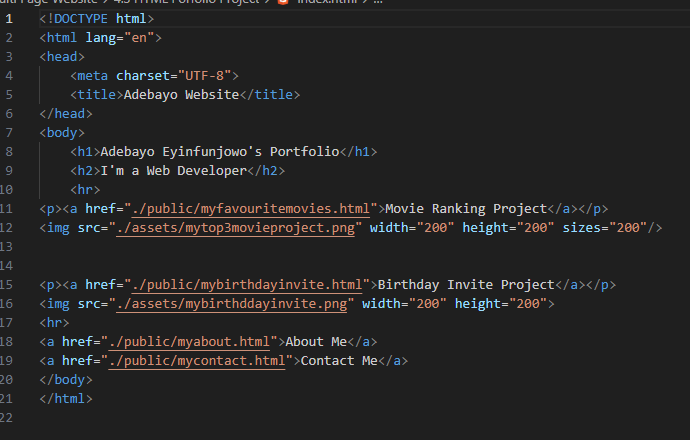 4.3 HTML Porfolio Project > index.html > ...
1 <!DOCTYPE html>
2 <html lang="en">
3 <head>
4 <meta charset="UTF-8">
5 <title>Adebayo Website</title>
6 </head>
7 <body>
8 <h1>Adebayo Eyinfunjowo's Portfolio</h1>
9 <h2>I'm a Web Developer</h2>
10 <hr>
11 <p><a href="./public/myfavouritemovies.html">Movie Ranking Project</a></p>
12 <img src="./assets/mytop3movieproject.png" width="200" height="200" sizes="200"/>
13
14
15 <p><a href="./public/mybirthdayinvite.html">Birthday Invite Project</a></p>
16 <img src="./assets/mybirthddayinvite.png" width="200" height="200">
17 <hr>
18 <a href="./public/myabout.html">About Me</a>
19 <a href="./public/mycontact.html">Contact Me</a>
20 </body>
21 </html>
22